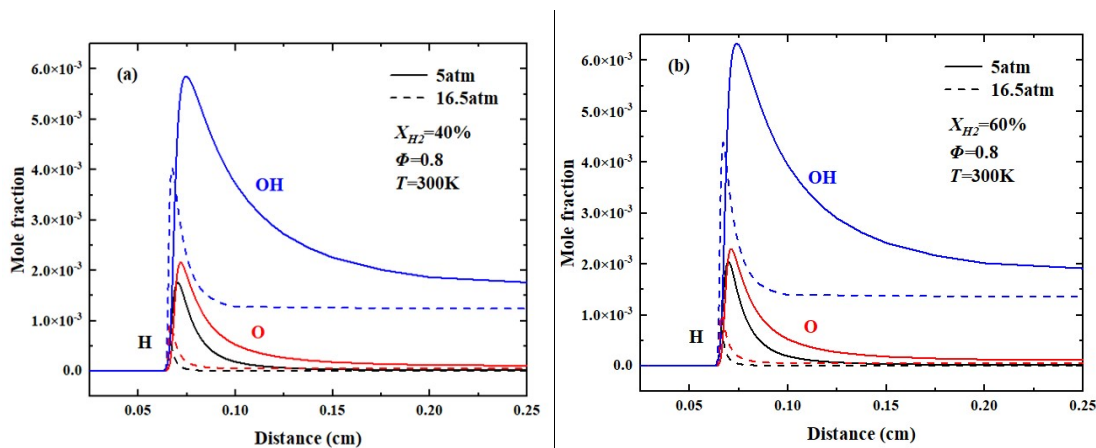 (a)
5atm
16.5atm
X_H2=40%
Φ=0.8
T=300K
OH
H
O
Mole fraction
6.0×10⁻³
5.0×10⁻³
4.0×10⁻³
3.0×10⁻³
2.0×10⁻³
1.0×10⁻³
0.0
0.05 0.10 0.15 0.20 0.25
Distance (cm)
(b)
5atm
16.5atm
X_H2=60%
Φ=0.8
T=300K
OH
H
O
Mole fraction
6.0×10⁻³
5.0×10⁻³
4.0×10⁻³
3.0×10⁻³
2.0×10⁻³
1.0×10⁻³
0.0
0.05 0.10 0.15 0.20 0.25
Distance (cm)